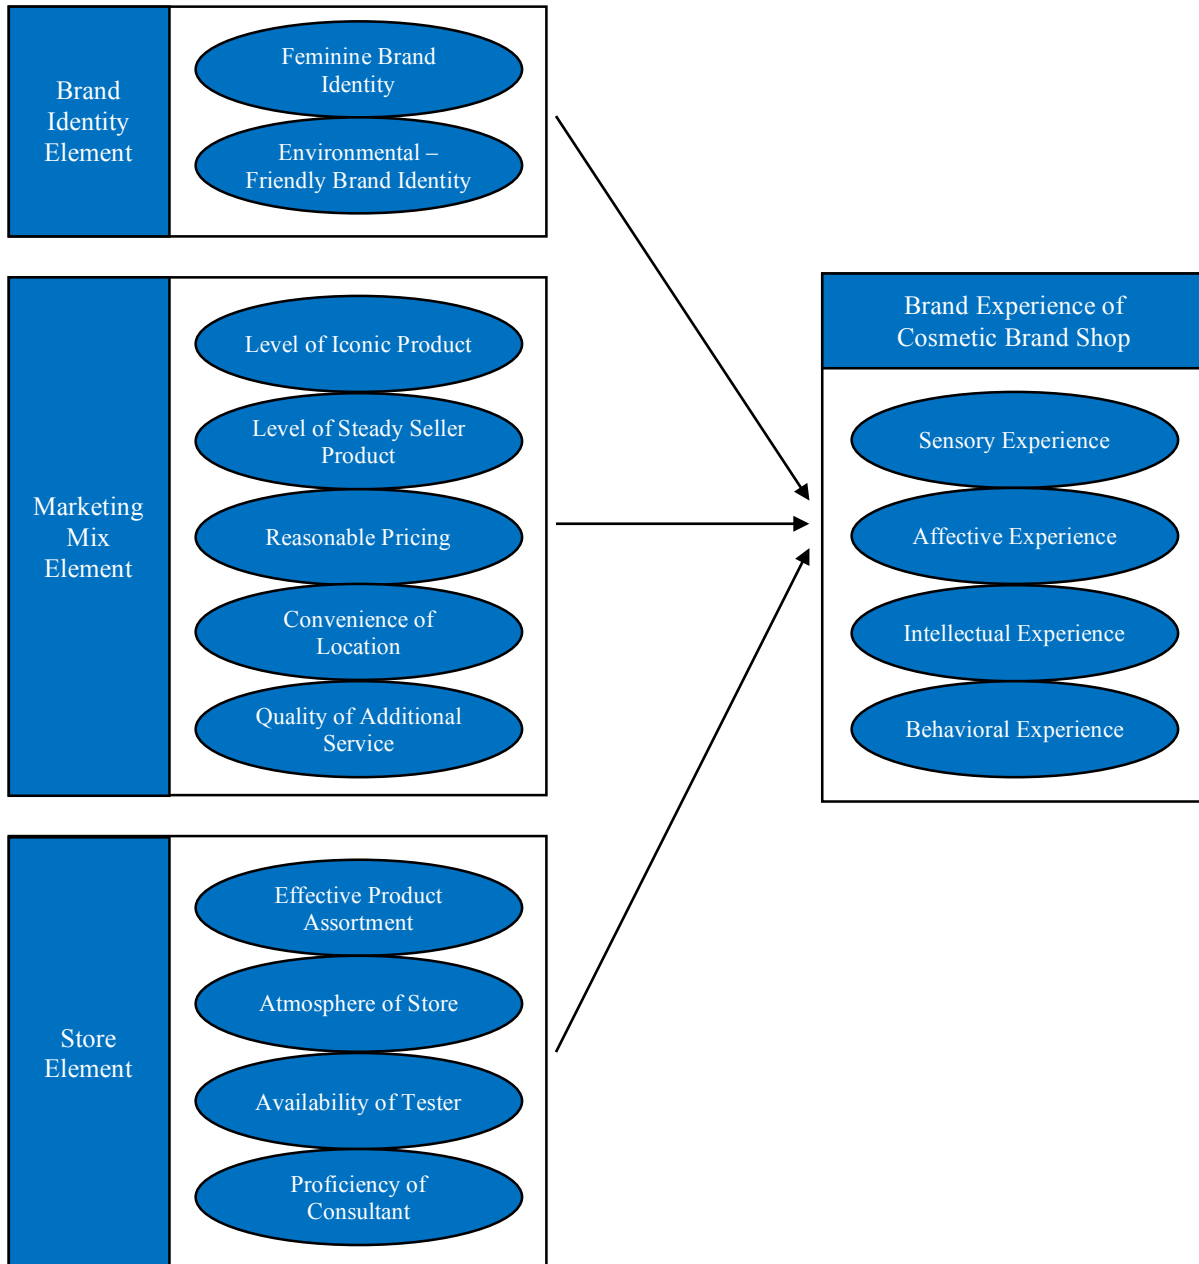 Brand
Identity
Element
Feminine Brand
Identity
Environmental –
Friendly Brand Identity
Marketing
Mix
Element
Level of Iconic Product
Level of Steady Seller
Product
Reasonable Pricing
Convenience of
Location
Quality of Additional
Service
Store
Element
Effective Product
Assortment
Atmosphere of Store
Availability of Tester
Proficiency of
Consultant
Brand Experience of
Cosmetic Brand Shop
Sensory Experience
Affective Experience
Intellectual Experience
Behavioral Experience